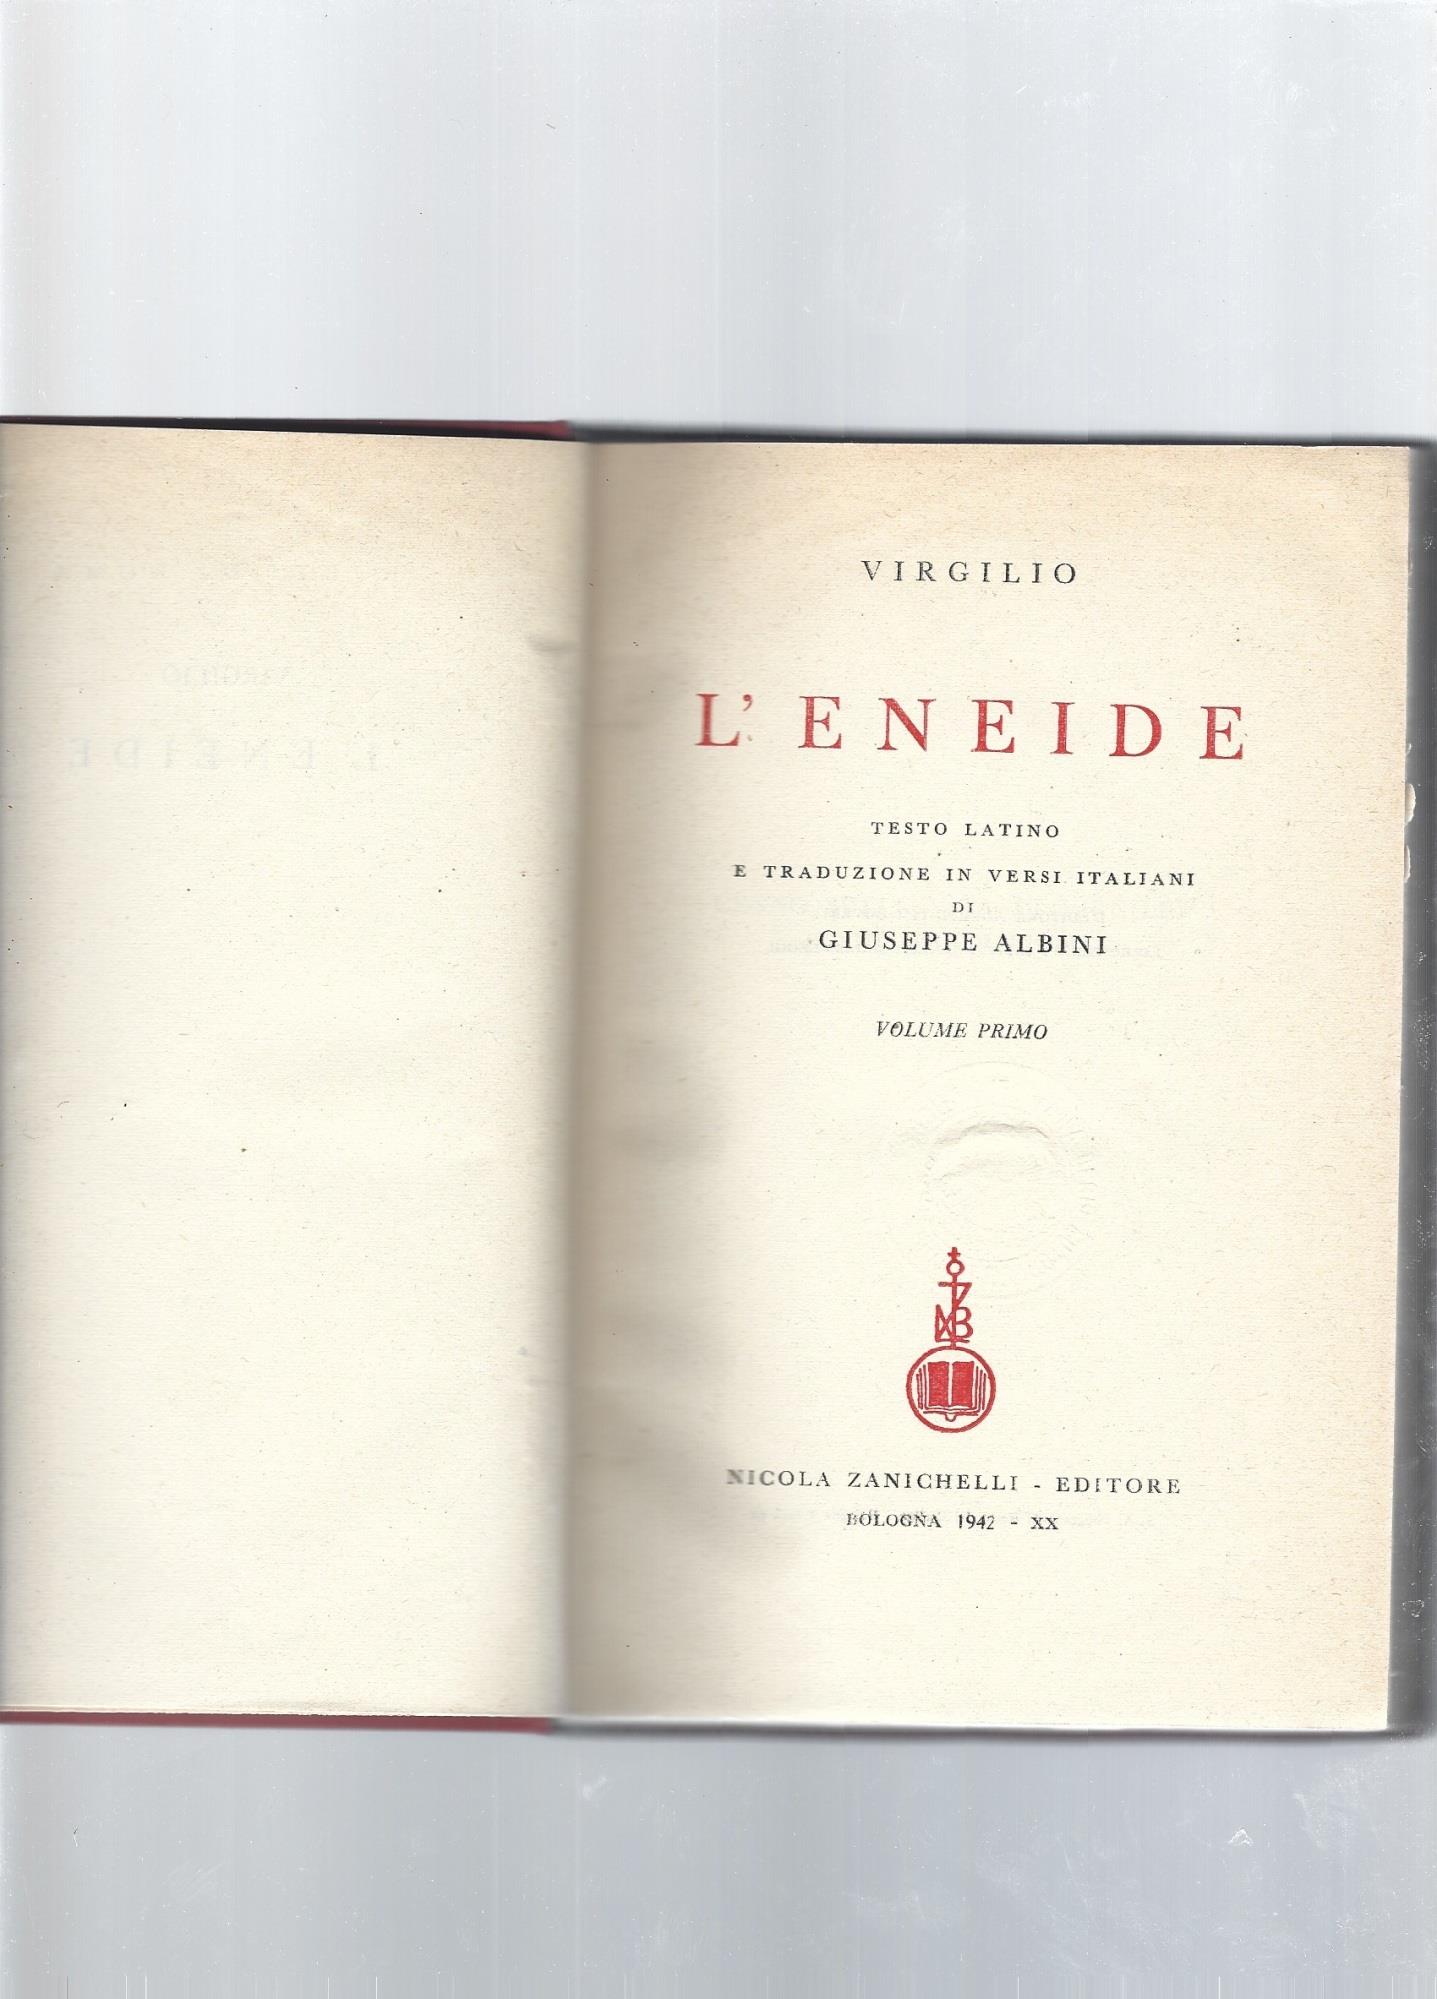 VIRGILIO
L' ENEIDE
TESTO LATINO
E TRADUZIONE IN VERSI ITALIANI
DI
GIUSEPPE ALBINI
VOLUME PRIMO
NICOLA ZANICHELLI - EDITORE
BOLOGNA 1942 - XX